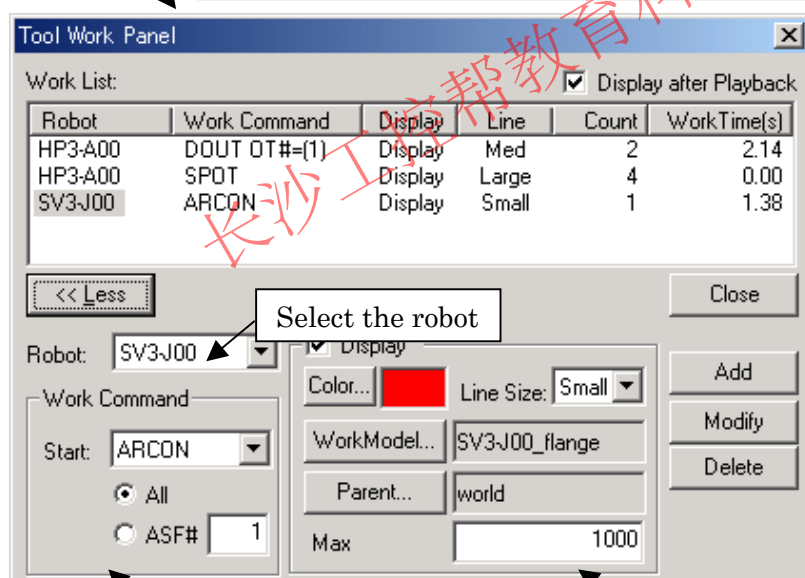 Tool Work Panel
Work List:
Display after Playback
Robot Work Command Display Line Count WorkTime(s)
HP3-A00 DOUT OT#=(1) Display Med 2 2.14
HP3-A00 SPOT Display Large 4 0.00
SV3-J00 ARCON Display Small 1 1.38
<< Less
Close
Select the robot
Robot: SV3-J00
Display
Add
Color...
Line Size: Small
Work Command
Modify
Start: ARCON
WorkModel... SV3-J00_flange
Delete
All
Parent... world
ASF# 1
Max 1000
长沙工控帮教育科